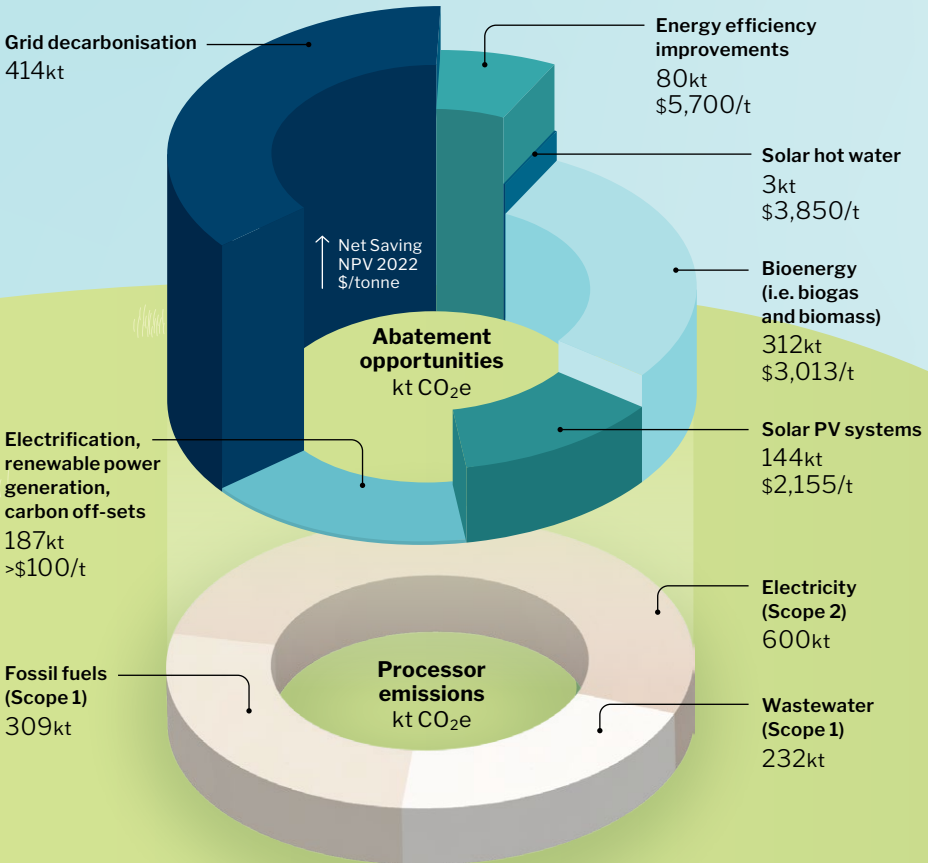 Grid decarbonisation
414kt
Energy efficiency
improvements
80kt
$5,700/t
Solar hot water
3kt
$3,850/t
Net Saving
NPV 2022
$/tonne
Bioenergy
(i.e. biogas
and biomass)
312kt
$3,013/t
Abatement
opportunities
kt CO₂e
Solar PV systems
144kt
$2,155/t
Electrification,
renewable power
generation,
carbon off-sets
187kt
>$100/t
Electricity
(Scope 2)
600kt
Fossil fuels
(Scope 1)
309kt
Processor
emissions
kt CO₂e
Wastewater
(Scope 1)
232kt